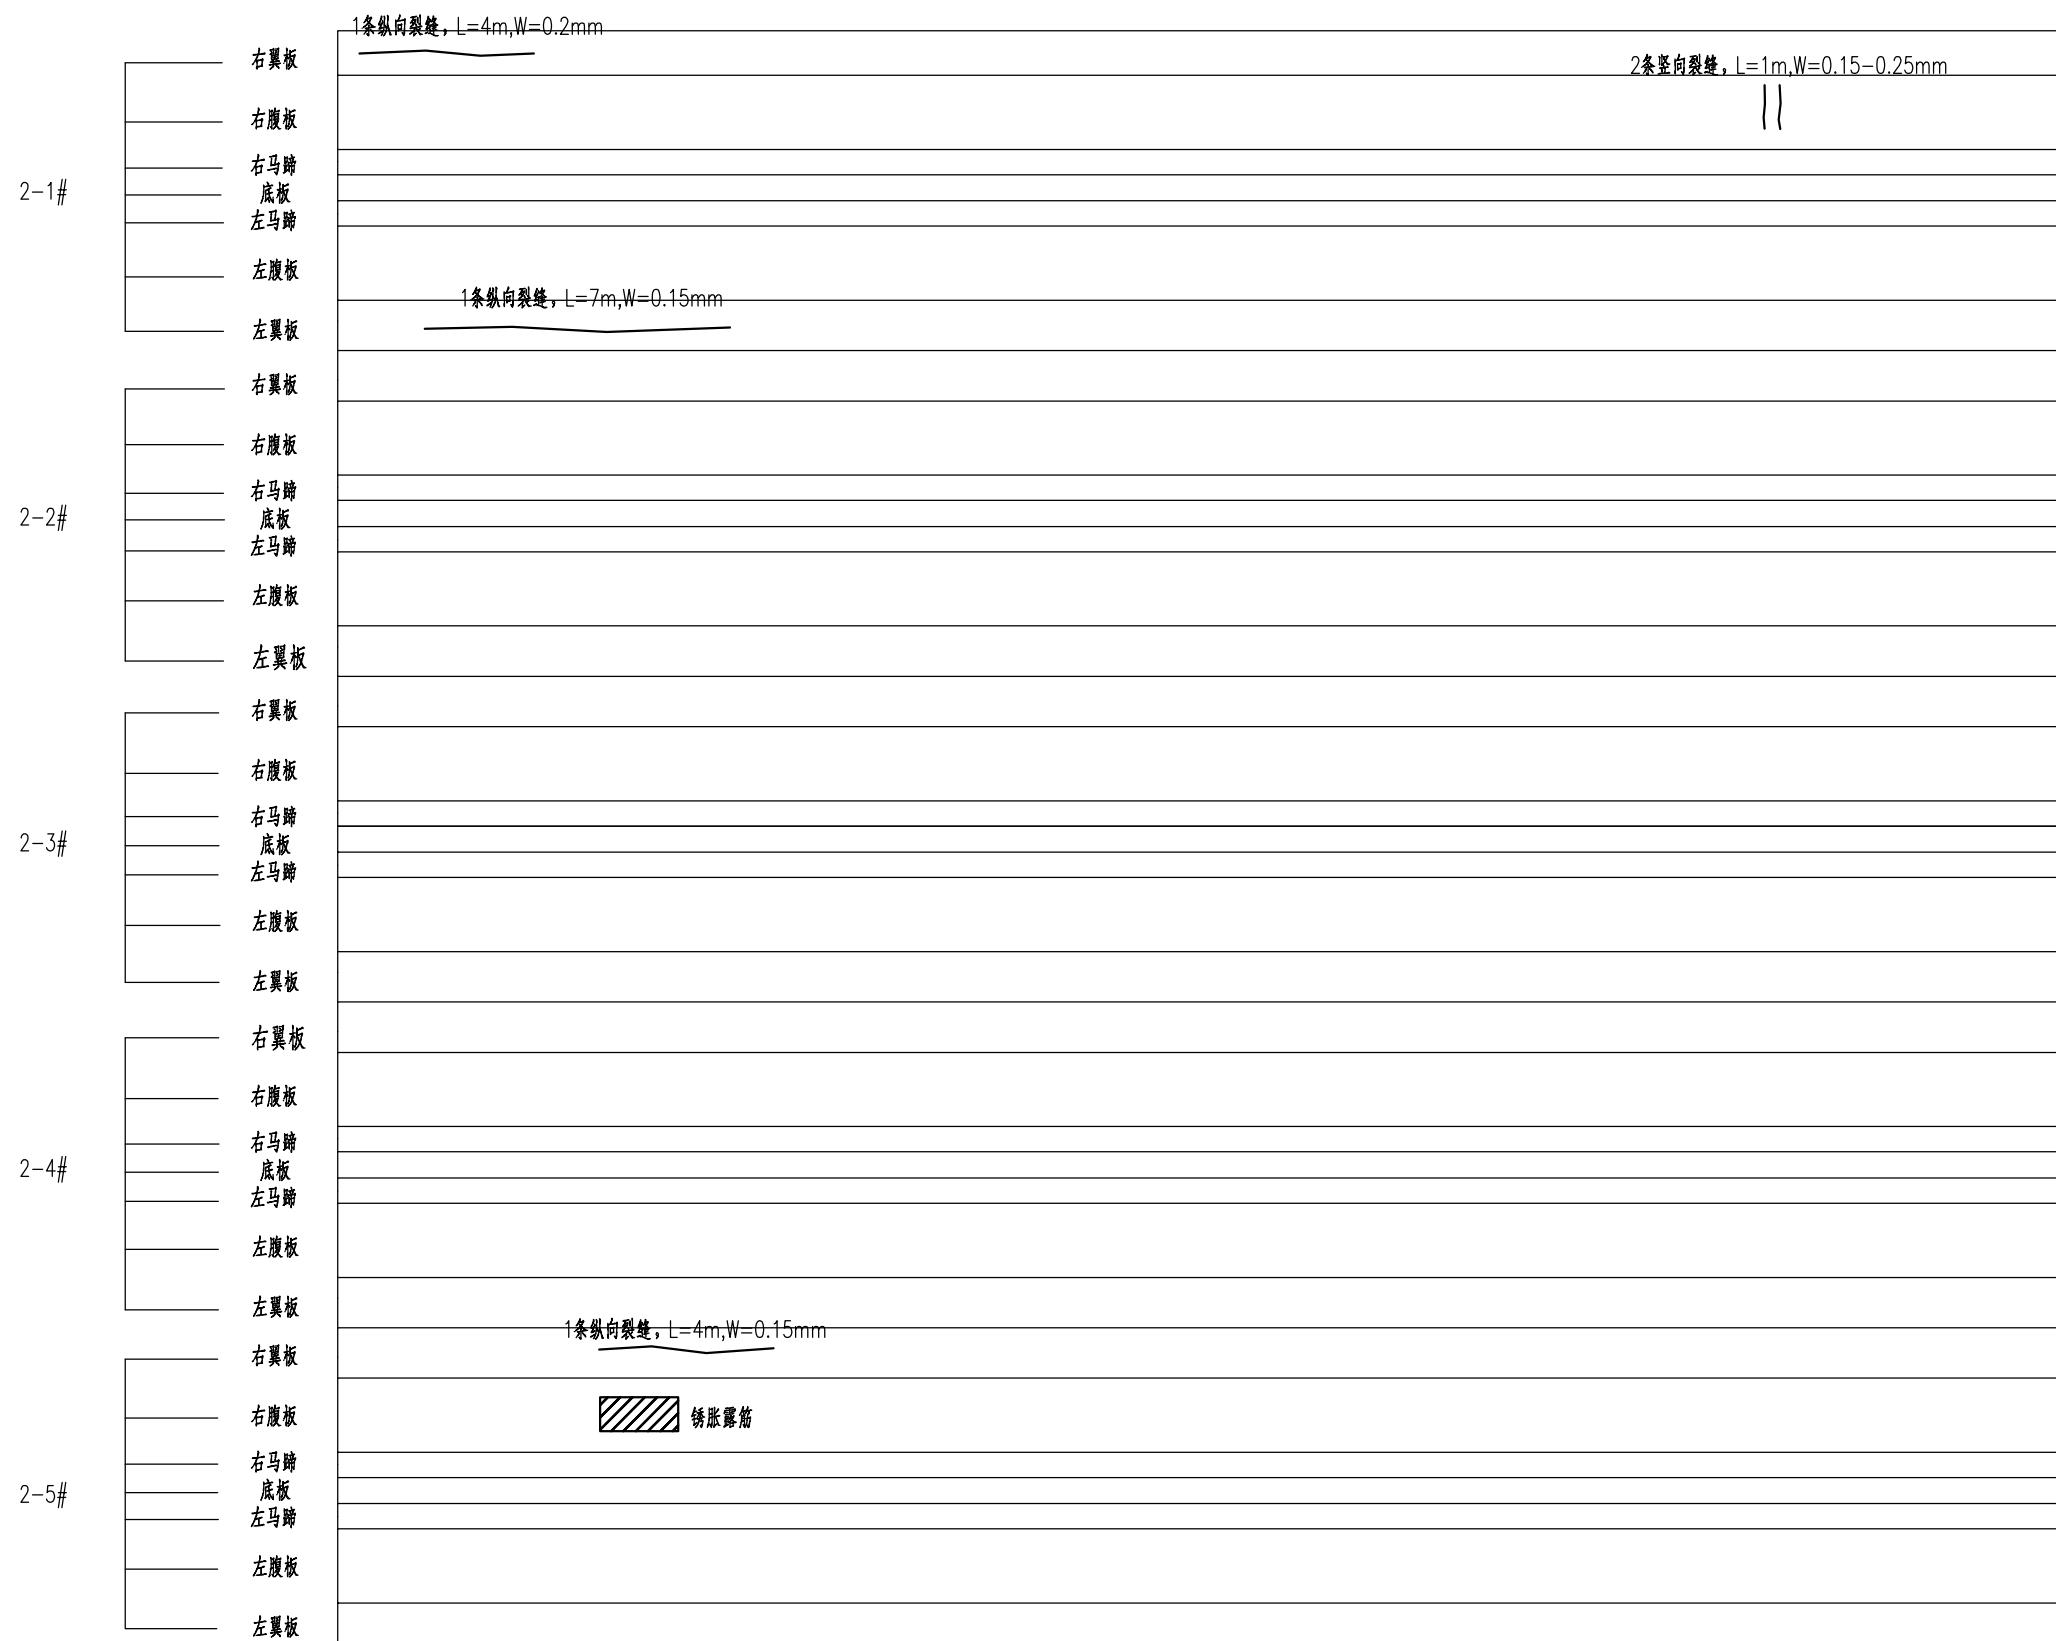 1条纵向裂缝，L=4m,W=0.2mm
右翼板
2条竖向裂缝，L=1m,W=0.15-0.25mm
右腹板
右马蹄
2-1#
底板
左马蹄
左腹板
1条纵向裂缝，L=7m,W=0.15mm
左翼板
右翼板
右腹板
右马蹄
2-2#
底板
左马蹄
左腹板
左翼板
右翼板
右腹板
右马蹄
2-3#
底板
左马蹄
左腹板
左翼板
右翼板
右腹板
右马蹄
2-4#
底板
左马蹄
左腹板
左翼板
1条纵向裂缝，L=4m,W=0.15mm
右翼板
右腹板
锈胀露筋
右马蹄
2-5#
底板
左马蹄
左腹板
左翼板